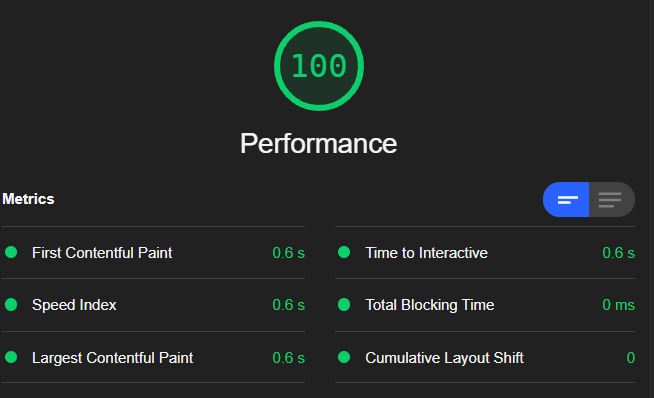 100
Performance
Metrics
First Contentful Paint 0.6 s
Time to Interactive 0.6 s
Speed Index 0.6 s
Total Blocking Time 0 ms
Largest Contentful Paint 0.6 s
Cumulative Layout Shift 0